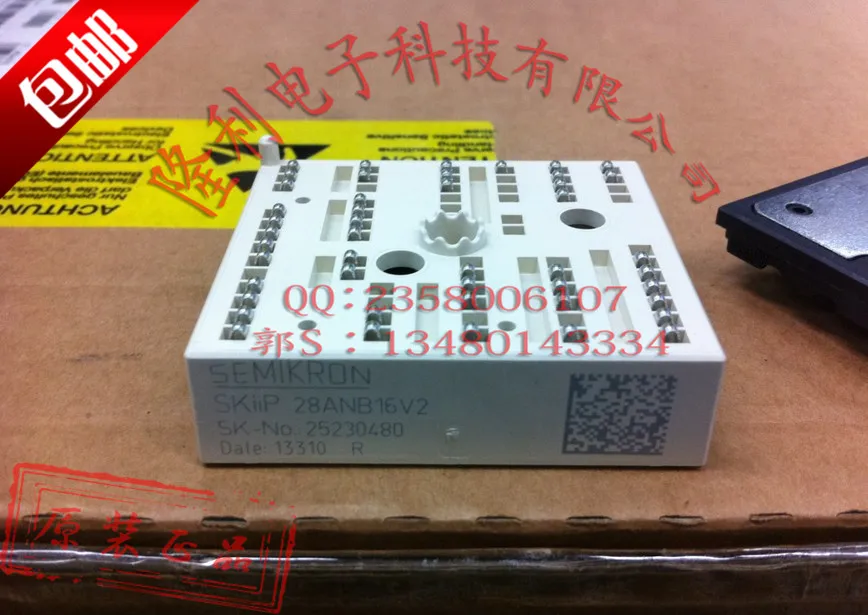 包邮
隆利电子科技有限公司
ATTENTION
ACHTUNG
QQ:2358006107
郭S:13480143334
SEMIKRON
SKiiP 28ANB16V2
SK-No. 25230480
Date: 13310 R
原装正品